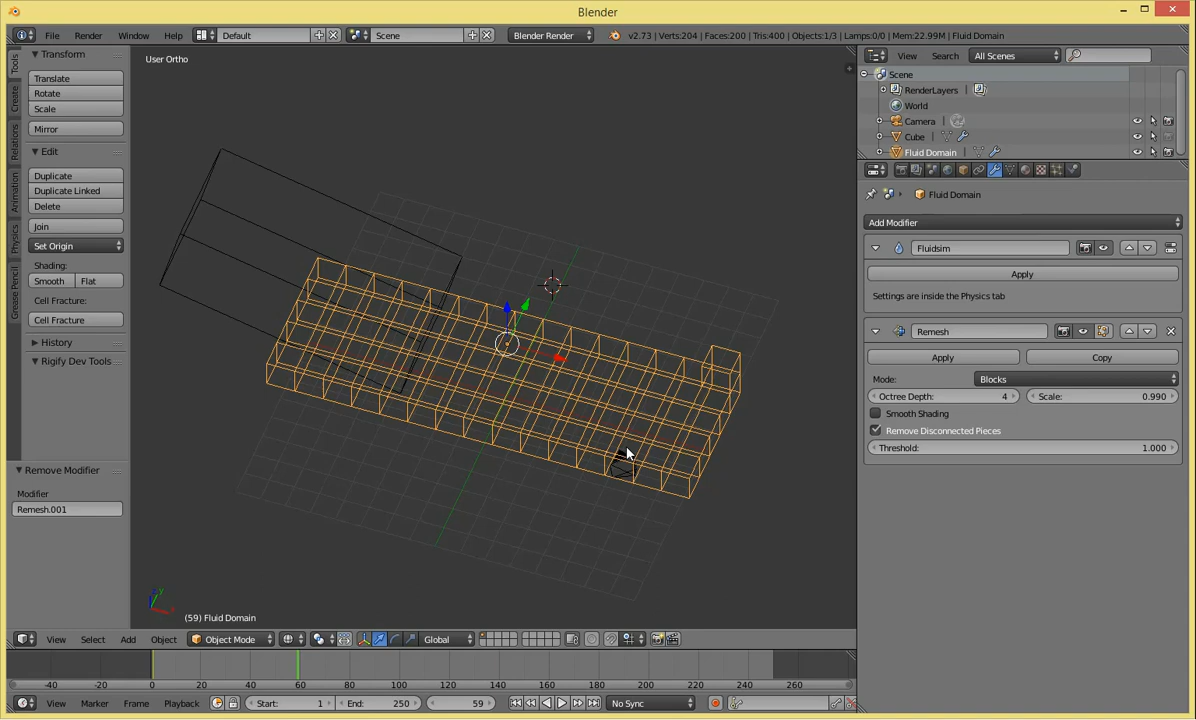 Blender
File Render Window Help Default Scene Blender Render v2.73 | Verts:204 | Faces:200 | Tris:400 | Objects:1/3 | Lamps:0/0 | Mem:22.99M | Fluid Domain
Tools
Create
Relations
Animation
Physics
Grease Pencil
Transform
Translate
Rotate
Scale
Mirror
Edit
Duplicate
Duplicate Linked
Delete
Join
Set Origin
Shading:
Smooth Flat
Cell Fracture:
Cell Fracture
History
Rigify Dev Tools
Remove Modifier
Modifier
Remesh.001
User Ortho
(59) Fluid Domain
View Select Add Object Object Mode Global
-40 -20 0 20 40 60 80 100 120 140 160 180 200 220 240 260
View Marker Frame Playback Start: 1 End: 250 59 No Sync
View Search All Scenes
Scene
RenderLayers
World
Camera
Cube
Fluid Domain
Fluid Domain
Add Modifier
Fluidsim
Apply
Settings are inside the Physics tab
Remesh
Apply Copy
Mode: Blocks
Octree Depth: 4 Scale: 0.990
Smooth Shading
Remove Disconnected Pieces
Threshold: 1.000